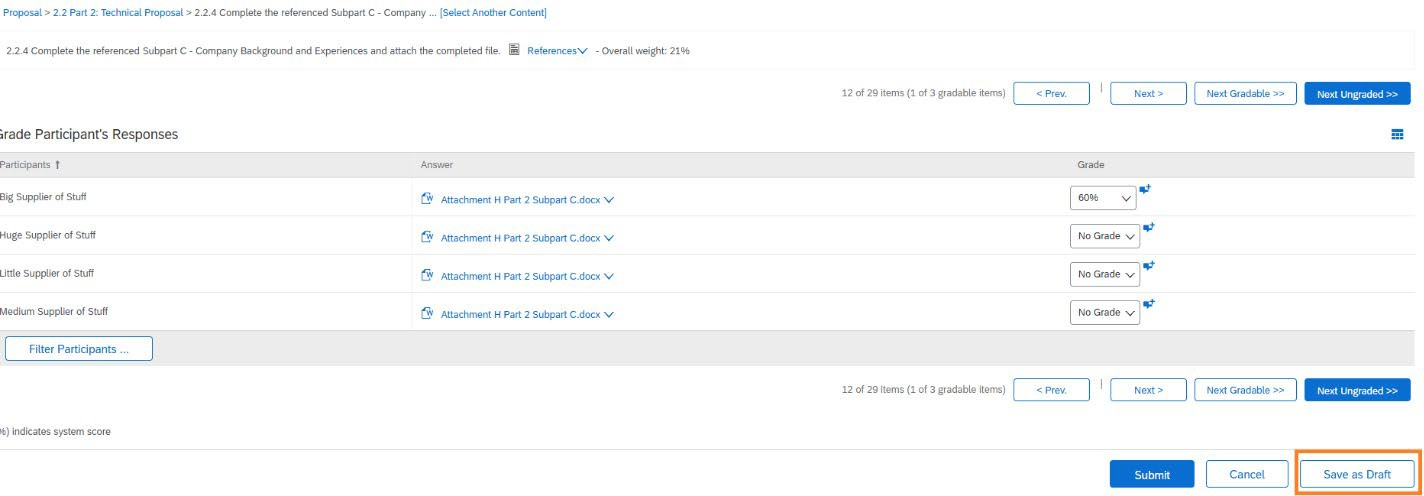 Proposal > 2.2 Part 2: Technical Proposal > 2.2.4 Complete the referenced Subpart C - Company ... [Select Another Content]
2.2.4 Complete the referenced Subpart C - Company Background and Experiences and attach the completed file. References - Overall weight: 21%
12 of 29 items (1 of 3 gradable items) < Prev. | Next > Next Gradable >> Next Ungraded >>
Grade Participant's Responses
Participants ↑ Answer Grade
Big Supplier of Stuff Attachment H Part 2 Subpart C.docx 60%
Huge Supplier of Stuff Attachment H Part 2 Subpart C.docx No Grade
Little Supplier of Stuff Attachment H Part 2 Subpart C.docx No Grade
Medium Supplier of Stuff Attachment H Part 2 Subpart C.docx No Grade
Filter Participants ...
12 of 29 items (1 of 3 gradable items) < Prev. | Next > Next Gradable >> Next Ungraded >>
%) indicates system score
Submit Cancel Save as Draft